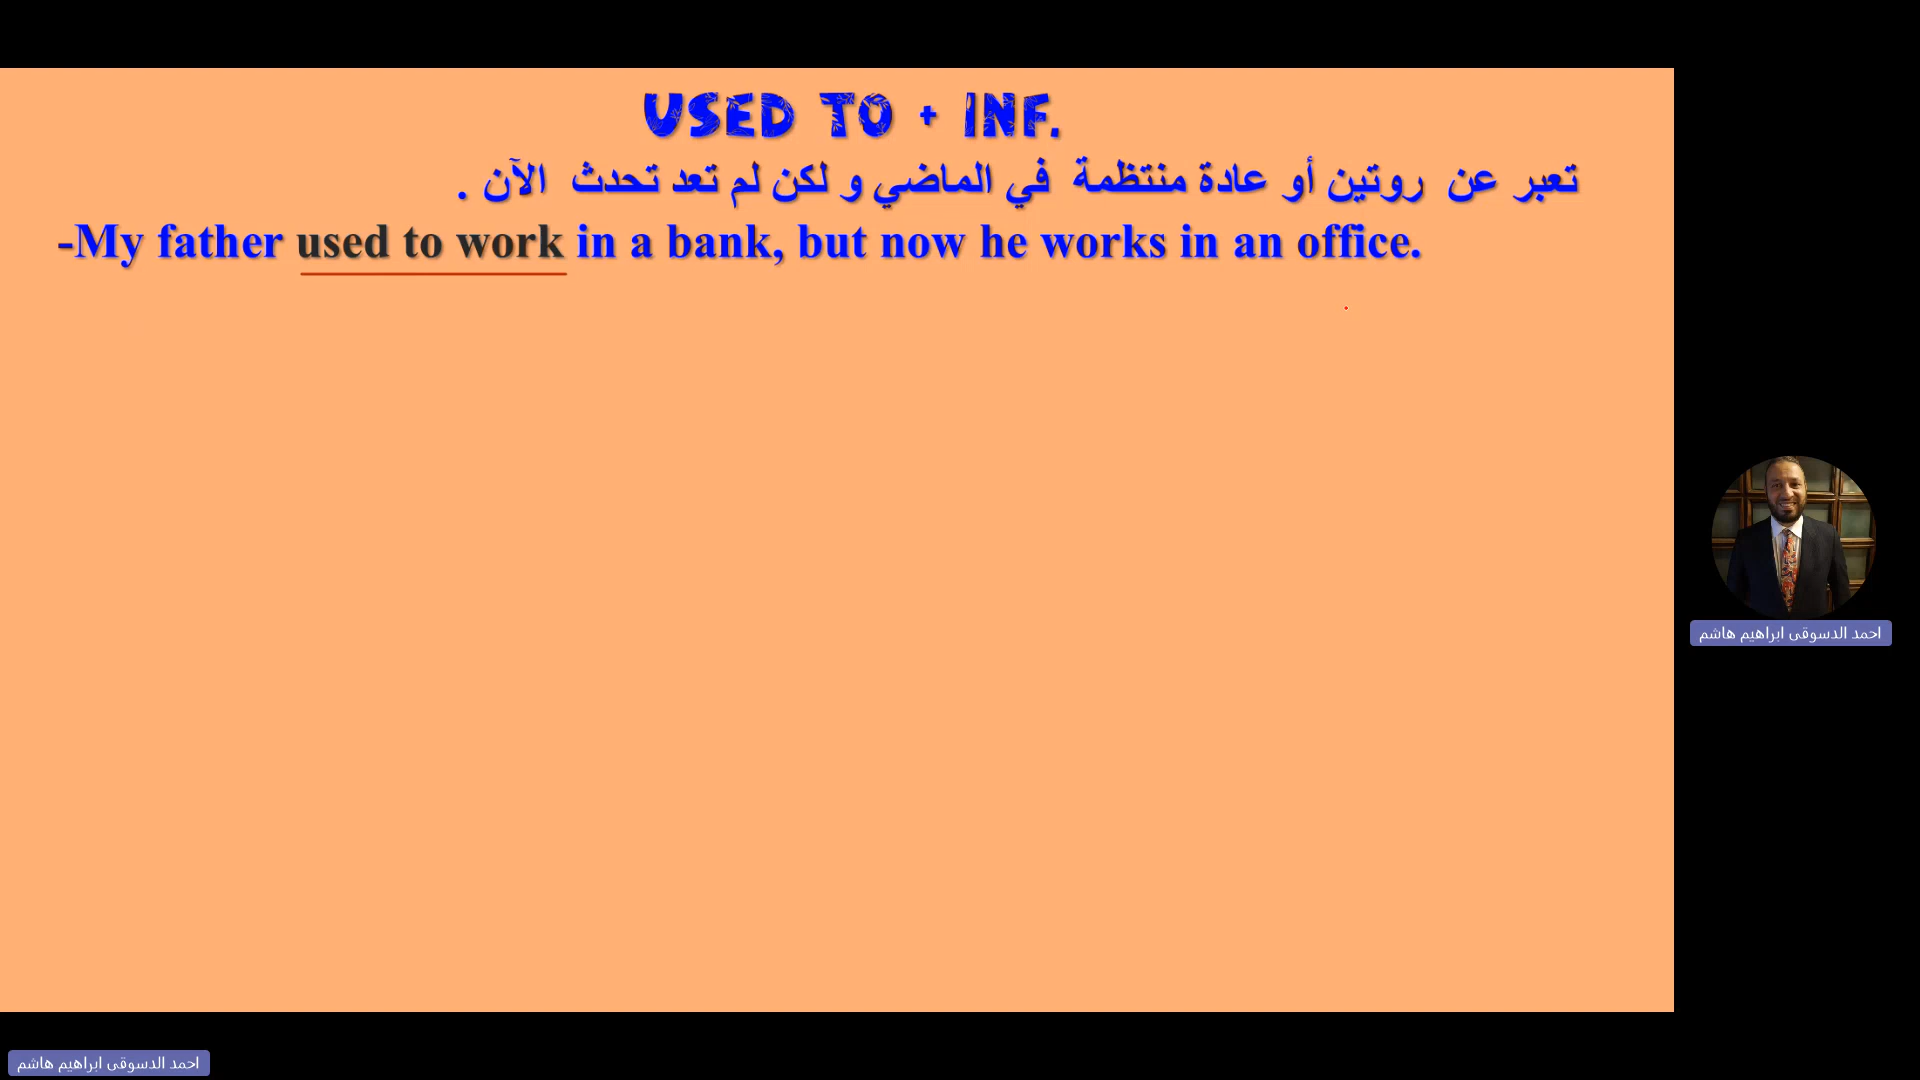 USED TO + INF.
تعبر عن روتين أو عادة منتظمة في الماضي و لكن لم تعد تحدث الآن .
-My father used to work in a bank, but now he works in an office.
احمد الدسوقى ابراهيم هاشم
احمد الدسوقى ابراهيم هاشم